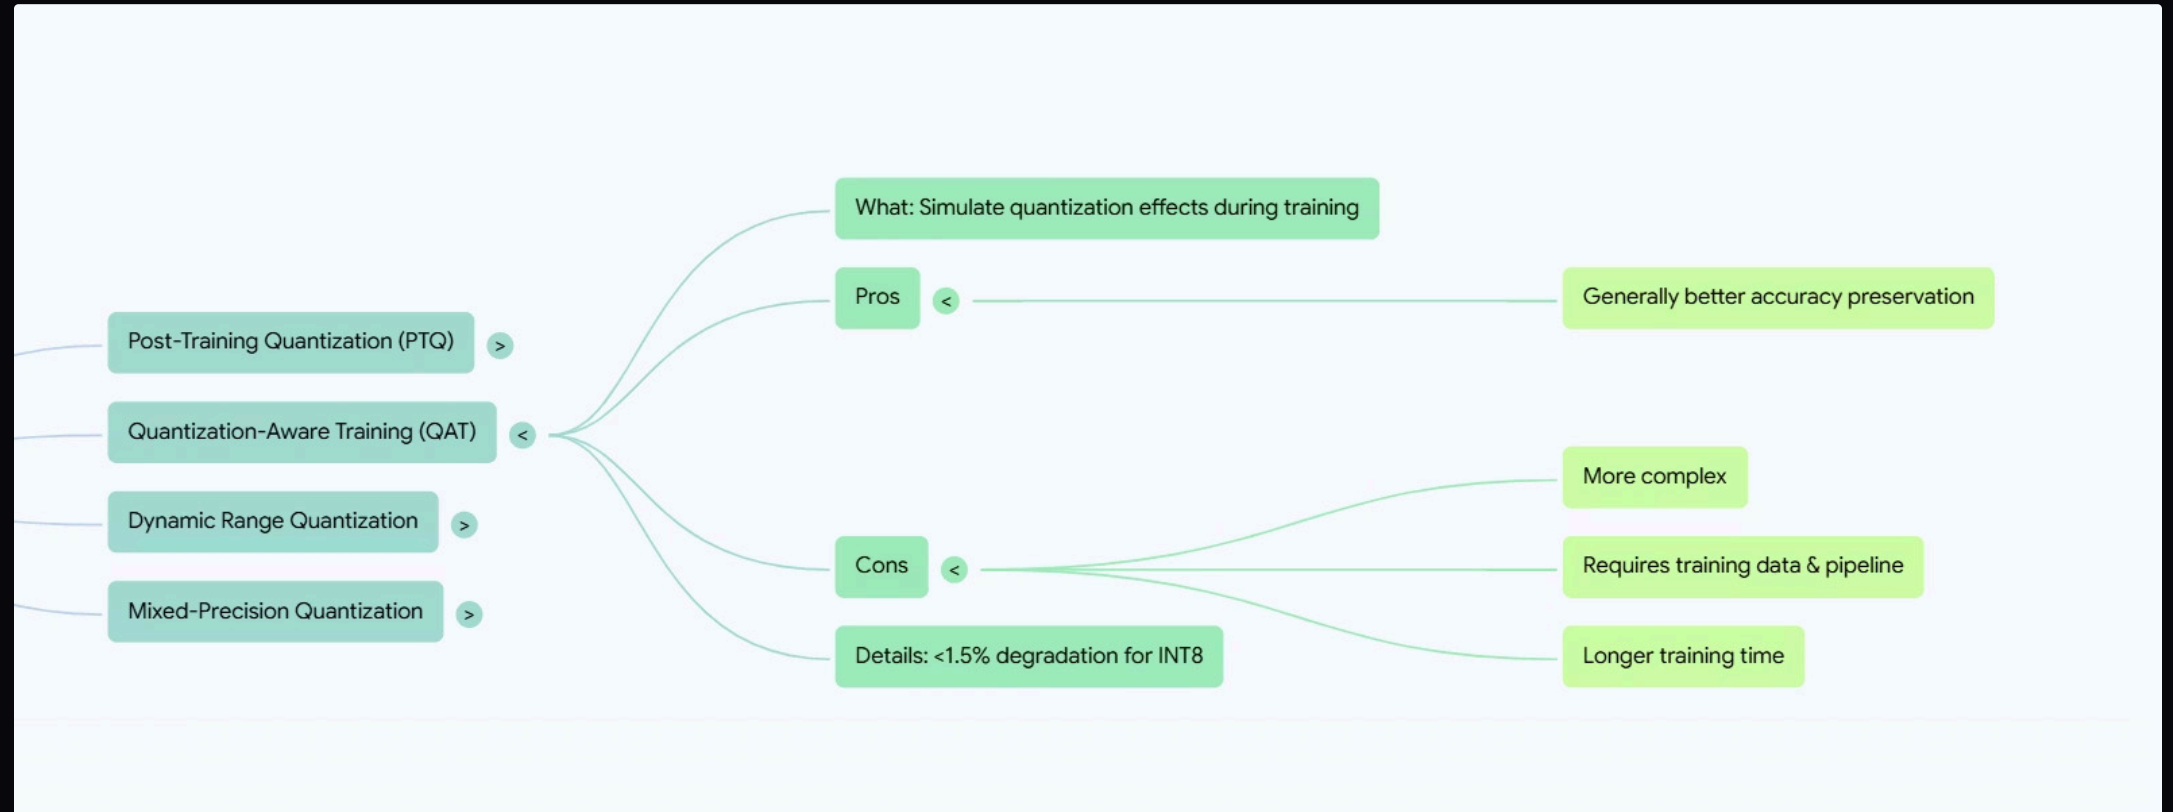 Post-Training Quantization (PTQ) >
Quantization-Aware Training (QAT) <
Dynamic Range Quantization >
Mixed-Precision Quantization >
What: Simulate quantization effects during training
Pros <
Generally better accuracy preservation
Cons <
More complex
Requires training data & pipeline
Longer training time
Details: <1.5% degradation for INT8